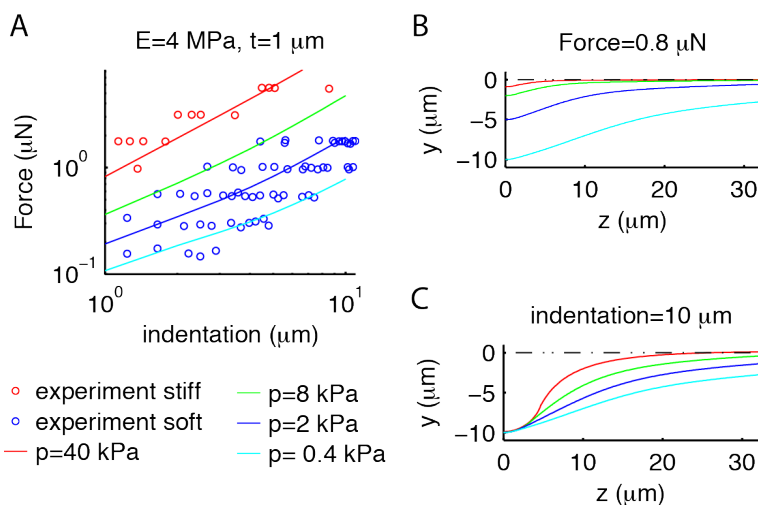 A
E=4 MPa, t=1 μm
Force (μN)
10^0
10^-1
10^0
10^1
indentation (μm)
experiment stiff
experiment soft
p=40 kPa
p=8 kPa
p=2 kPa
p= 0.4 kPa
B
Force=0.8 μN
y (μm)
0
−5
−10
0
10
20
30
z (μm)
C
indentation=10 μm
y (μm)
0
−5
−10
0
10
20
30
z (μm)